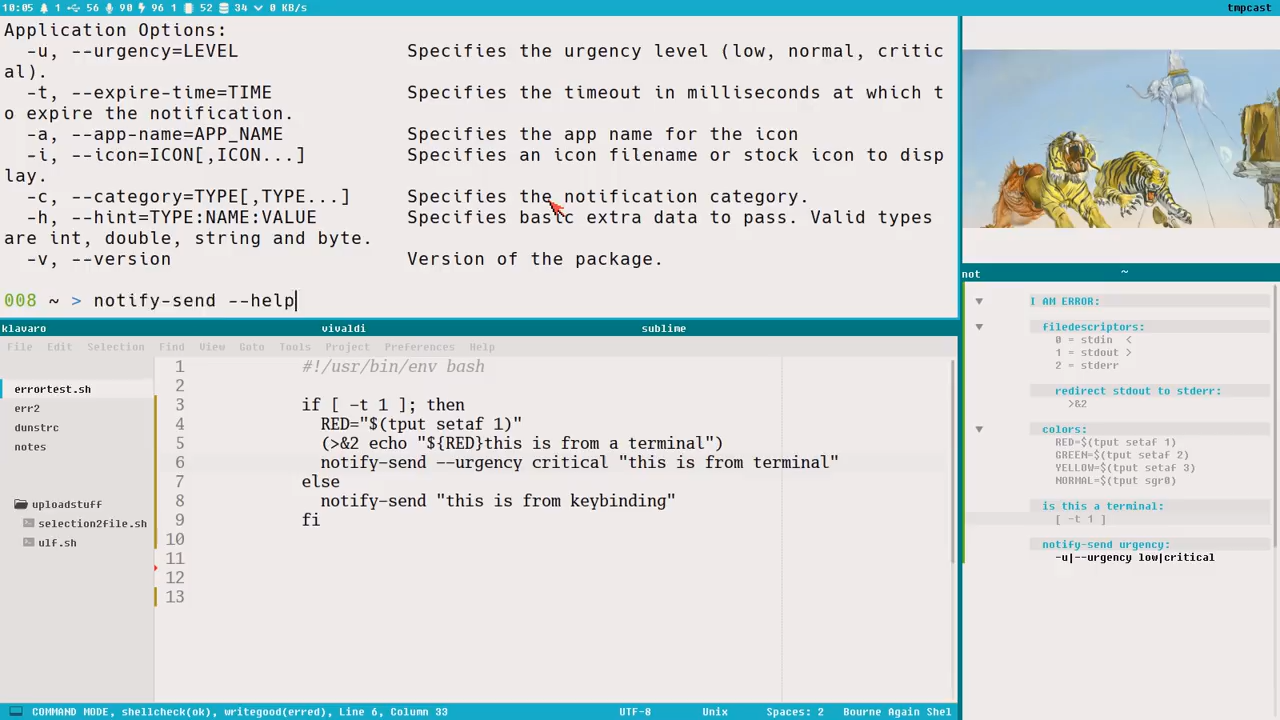 10:05 1 56 90 96 1 52 34 0 KB/s
tmpcast
Application Options:
-u, --urgency=LEVEL Specifies the urgency level (low, normal, critic
al).
-t, --expire-time=TIME Specifies the timeout in milliseconds at which t
o expire the notification.
-a, --app-name=APP_NAME Specifies the app name for the icon
-i, --icon=ICON[,ICON...] Specifies an icon filename or stock icon to disp
lay.
-c, --category=TYPE[,TYPE...] Specifies the notification category.
-h, --hint=TYPE:NAME:VALUE Specifies basic extra data to pass. Valid types
are int, double, string and byte.
-v, --version Version of the package.
008 ~ > notify-send --help
klavaro vivaldi sublime
File Edit Selection Find View Goto Tools Project Preferences Help
errortest.sh
err2
dunstrc
notes
uploadstuff
selection2file.sh
ulf.sh
1 #!/usr/bin/env bash
2
3 if [ -t 1 ]; then
4 RED="$(tput setaf 1)"
5 (>&2 echo "${RED}this is from a terminal")
6 notify-send --urgency critical "this is from terminal"
7 else
8 notify-send "this is from keybinding"
9 fi
10
11
12
13
not ~
I AM ERROR:
filedescriptors:
0 = stdin <
1 = stdout >
2 = stderr
redirect stdout to stderr:
>&2
colors:
RED=$(tput setaf 1)
GREEN=$(tput setaf 2)
YELLOW=$(tput setaf 3)
NORMAL=$(tput sgr0)
is this a terminal:
[ -t 1 ]
notify-send urgency:
-u|--urgency low|critical
COMMAND MODE, shellcheck(ok), writegood(erred), Line 6, Column 33 UTF-8 Unix Spaces: 2 Bourne Again Shel